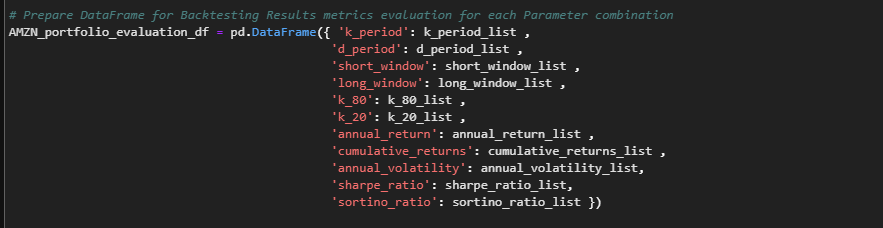 # Prepare DataFrame for Backtesting Results metrics evaluation for each Parameter combination
AMZN_portfolio_evaluation_df = pd.DataFrame({ 'k_period': k_period_list ,
'd_period': d_period_list ,
'short_window': short_window_list ,
'long_window': long_window_list ,
'k_80': k_80_list ,
'k_20': k_20_list ,
'annual_return': annual_return_list ,
'cumulative_returns': cumulative_returns_list ,
'annual_volatility': annual_volatility_list,
'sharpe_ratio': sharpe_ratio_list,
'sortino_ratio': sortino_ratio_list })